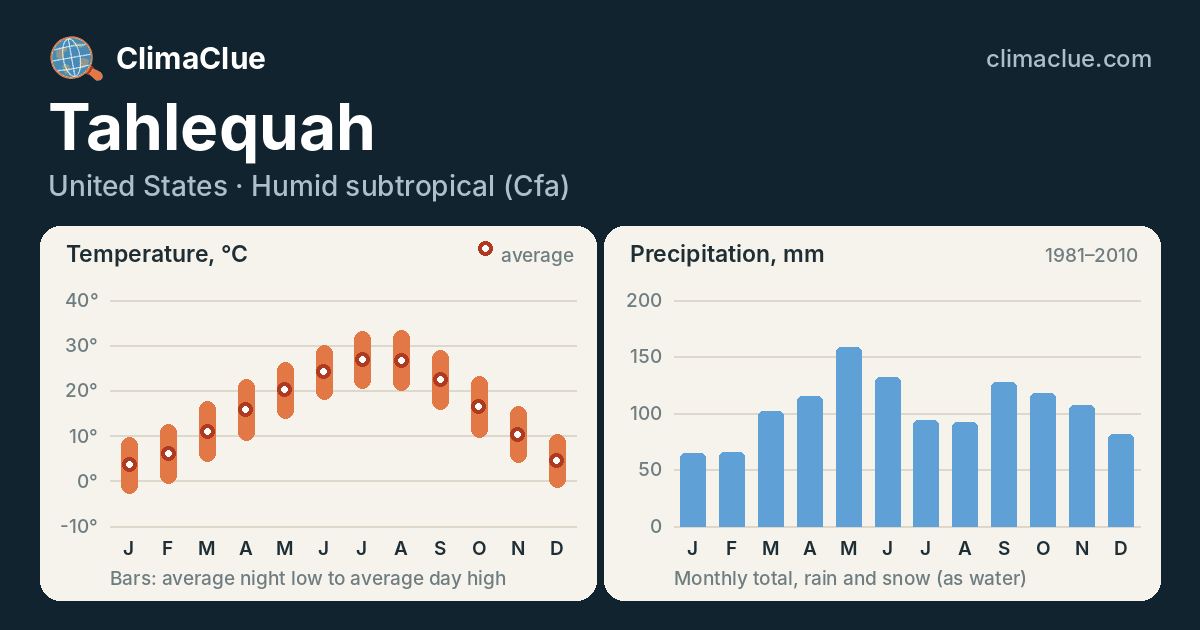 ClimaClue
climaclue.com
Tahlequah
United States · Humid subtropical (Cfa)
Temperature, °C
average
40°
30°
20°
10°
0°
-10°
J F M A M J J A S O N D
Bars: average night low to average day high
Precipitation, mm
1981–2010
200
150
100
50
0
J F M A M J J A S O N D
Monthly total, rain and snow (as water)